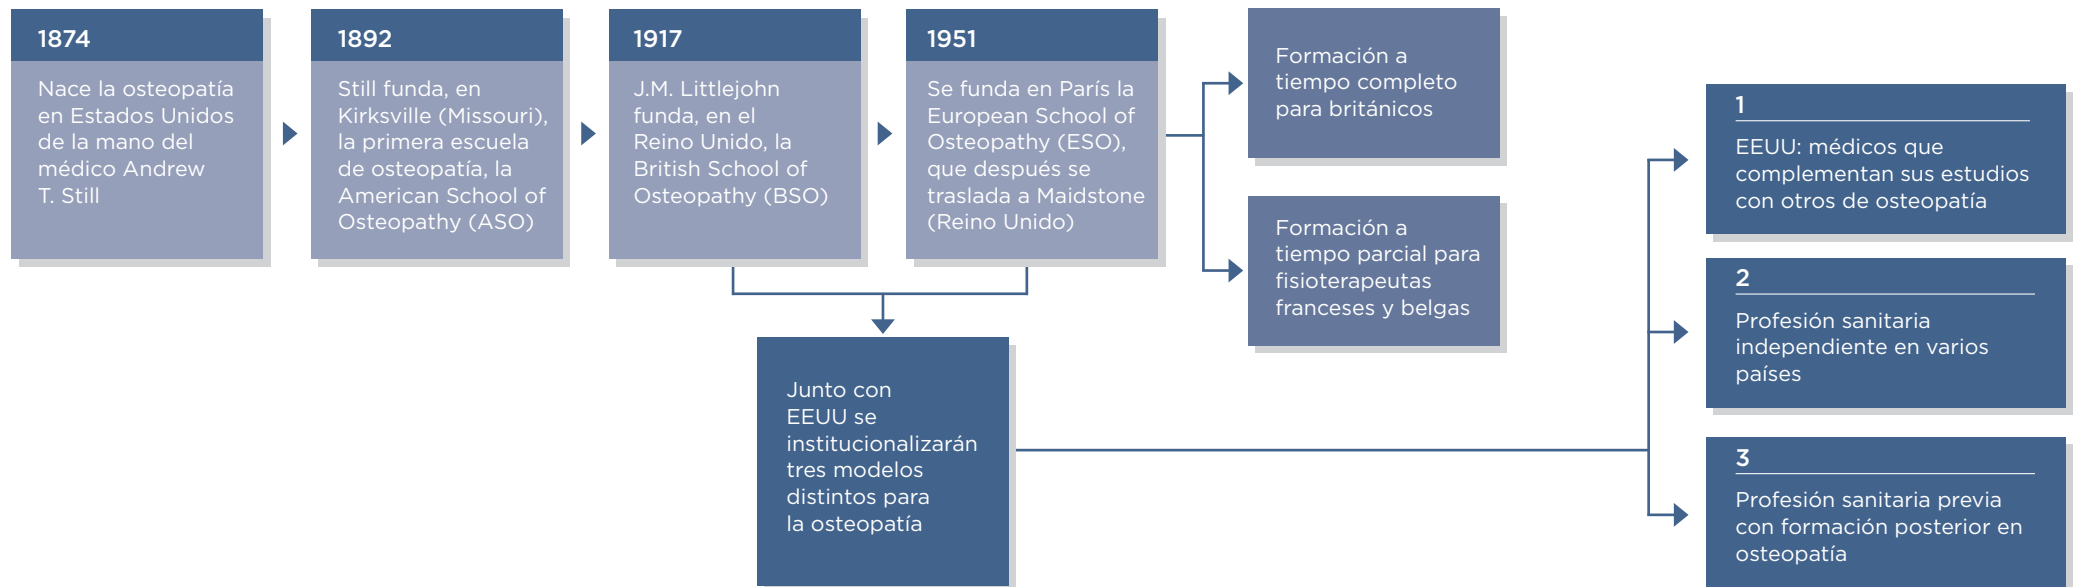 1874
Nace la osteopatía
en Estados Unidos
de la mano del
médico Andrew
T. Still
1892
Still funda, en
Kirksville (Missouri),
la primera escuela
de osteopatía, la
American School of
Osteopathy (ASO)
1917
J.M. Littlejohn
funda, en el
Reino Unido, la
British School of
Osteopathy (BSO)
1951
Se funda en París la
European School of
Osteopathy (ESO),
que después se
traslada a Maidstone
(Reino Unido)
Formación a
tiempo completo
para británicos
Formación a
tiempo parcial para
fisioterapeutas
franceses y belgas
Junto con
EEUU se
institucionalizarán
tres modelos
distintos para
la osteopatía
1
EEUU: médicos que
complementan sus estudios
con otros de osteopatía
2
Profesión sanitaria
independiente en varios
países
3
Profesión sanitaria previa
con formación posterior en
osteopatía